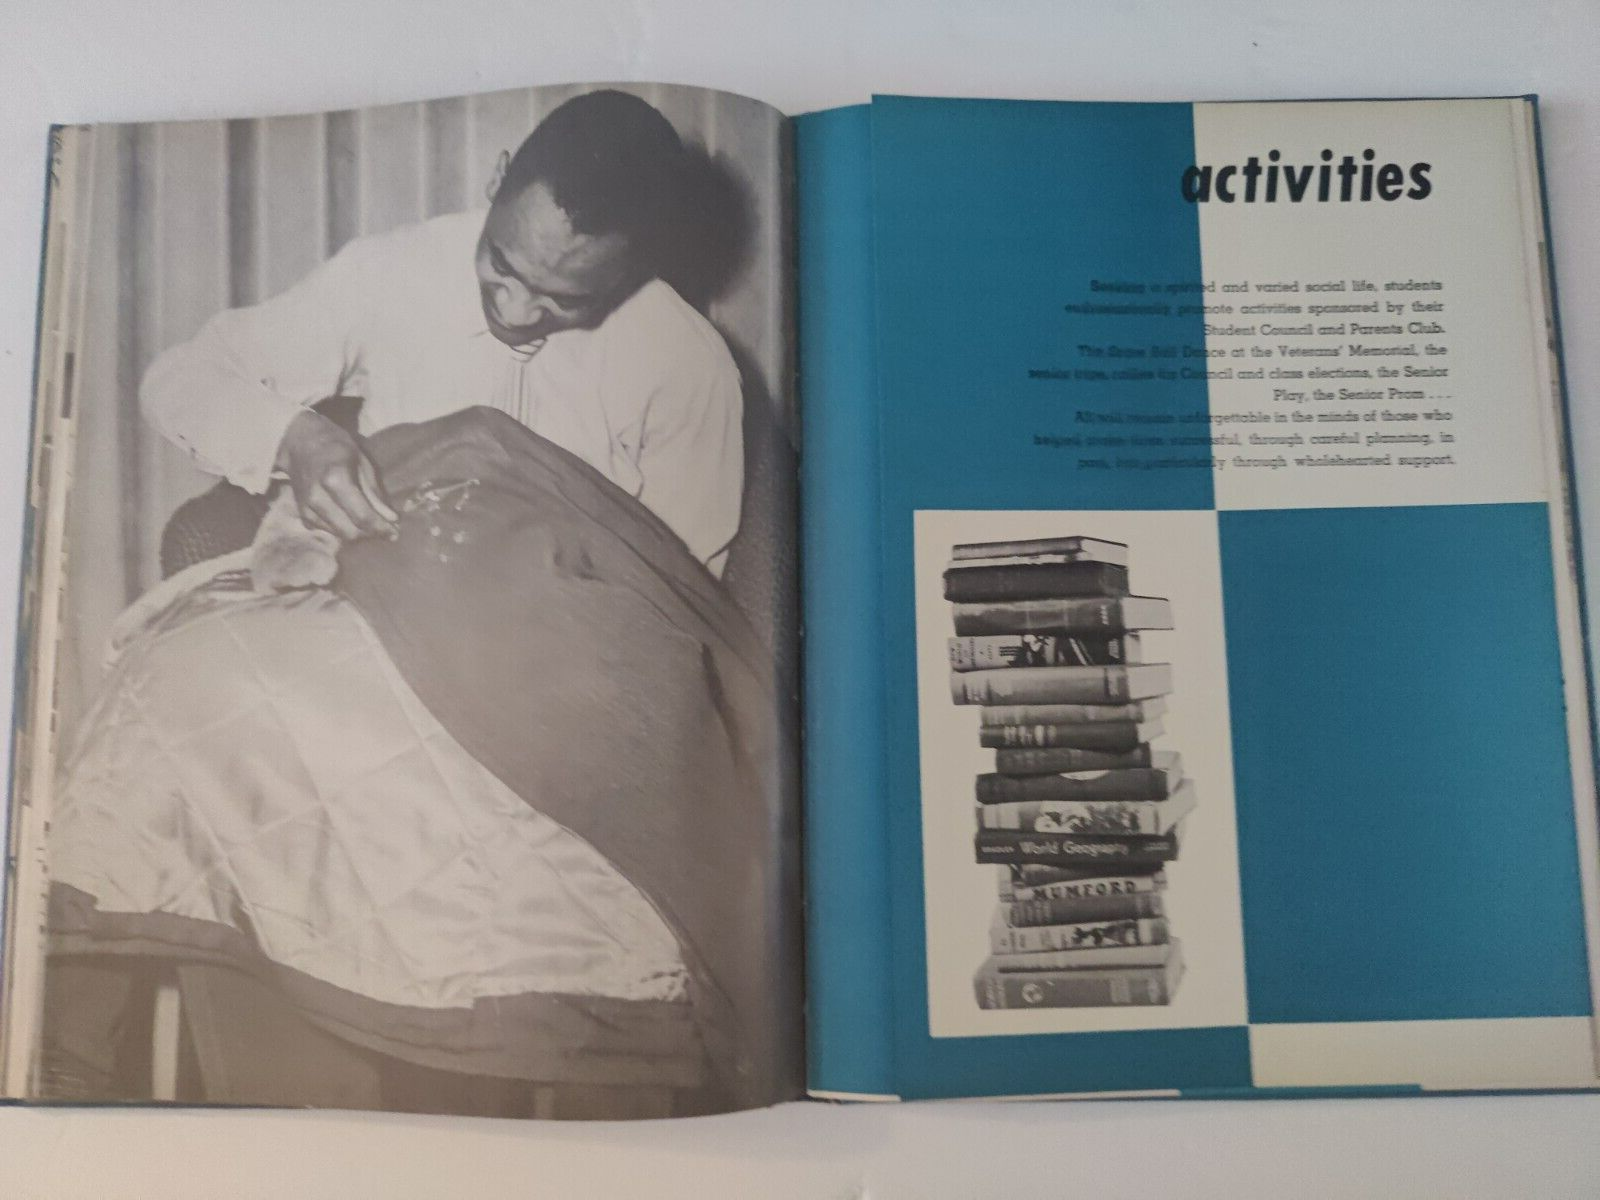 activities
Seeking a spirited and varied social life, students
enthusiastically promote activities sponsored by their
Student Council and Parents Club.
The Snow Ball Dance at the Veterans' Memorial, the
senior trips, rallies for Council and class elections, the Senior
Play, the Senior Prom . . .
All will remain unforgettable in the minds of those who
helped make them successful, through careful planning, in
part, but particularly through wholehearted support.
World Geography
MUMFORD